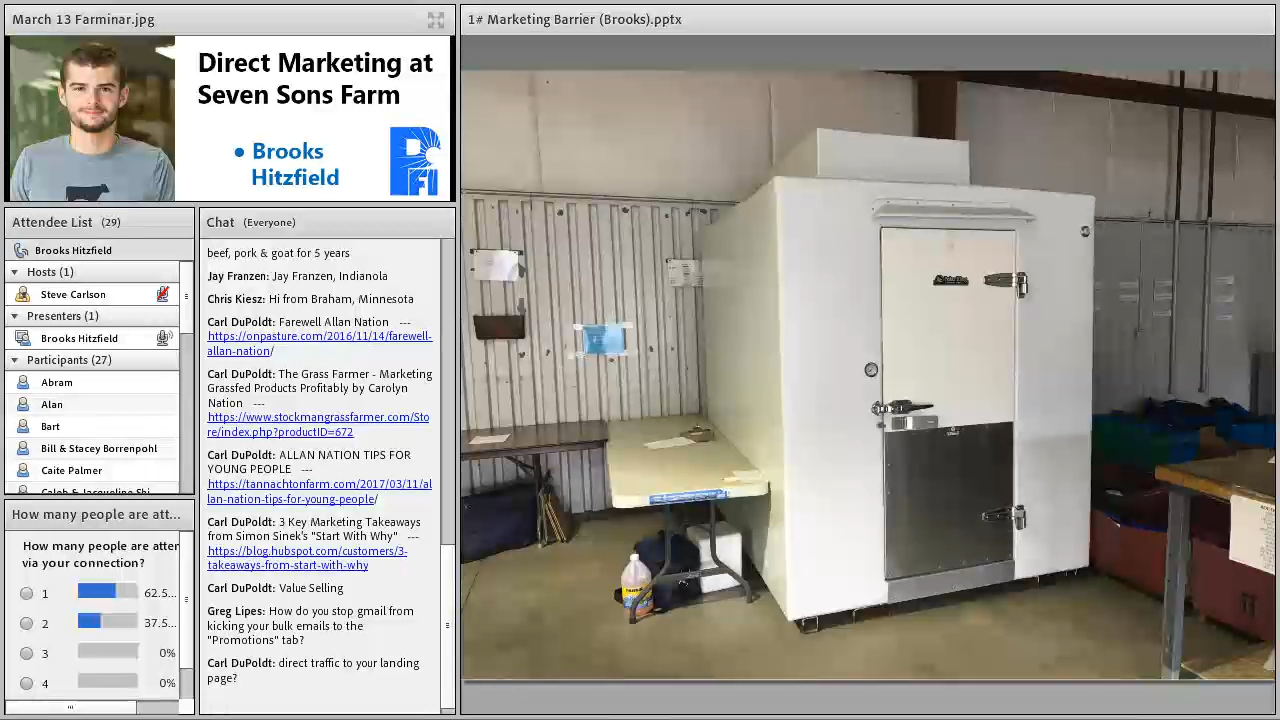 March 13 Farminar.jpg
Direct Marketing at
Seven Sons Farm
• Brooks
Hitzfield
PFI
Attendee List (29)
Brooks Hitzfield
Hosts (1)
Steve Carlson
Presenters (1)
Brooks Hitzfield
Participants (27)
Abram
Alan
Bart
Bill & Stacey Borrenpohl
Caite Palmer
Caleb & Jacqueline Shi
How many people are att...
How many people are atten
via your connection?
1 62.5...
2 37.5...
3 0%
4 0%
Chat (Everyone)
beef, pork & goat for 5 years
Jay Franzen: Jay Franzen, Indianola
Chris Kiesz: Hi from Braham, Minnesota
Carl DuPoldt: Farewell Allan Nation ---
https://onpasture.com/2016/11/14/farewell-
allan-nation/
Carl DuPoldt: The Grass Farmer - Marketing
Grassfed Products Profitably by Carolyn
Nation ---
https://www.stockmangrassfarmer.com/Sto
re/index.php?productID=672
Carl DuPoldt: ALLAN NATION TIPS FOR
YOUNG PEOPLE ---
https://tannachtonfarm.com/2017/03/11/al
lan-nation-tips-for-young-people/
Carl DuPoldt: 3 Key Marketing Takeaways
from Simon Sinek's "Start With Why" ---
https://blog.hubspot.com/customers/3-
takeaways-from-start-with-why
Carl DuPoldt: Value Selling
Greg Lipes: How do you stop gmail from
kicking your bulk emails to the
"Promotions" tab?
Carl DuPoldt: direct traffic to your landing
page?
1# Marketing Barrier (Brooks).pptx